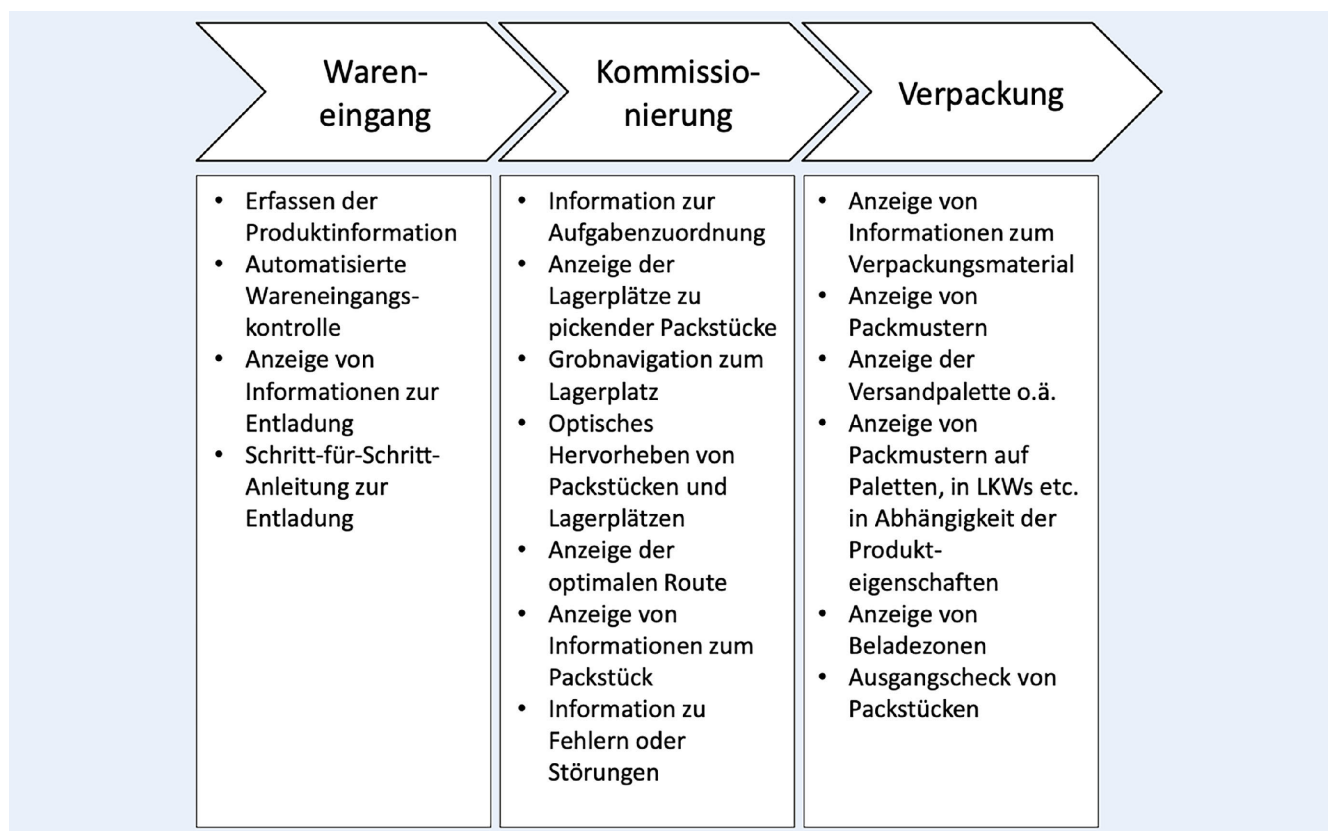 Waren-
eingang
Kommissio-
nierung
Verpackung
• Erfassen der
Produktinformation
• Automatisierte
Wareneingangs-
kontrolle
• Anzeige von
Informationen zur
Entladung
• Schritt-für-Schritt-
Anleitung zur
Entladung
• Information zur
Aufgabenzuordnung
• Anzeige der
Lagerplätze zu
pickender Packstücke
• Grobnavigation zum
Lagerplatz
• Optisches
Hervorheben von
Packstücken und
Lagerplätzen
• Anzeige der
optimalen Route
• Anzeige von
Informationen zum
Packstück
• Information zu
Fehlern oder
Störungen
• Anzeige von
Informationen zum
Verpackungsmaterial
• Anzeige von
Packmustern
• Anzeige der
Versandpalette o.ä.
• Anzeige von
Packmustern auf
Paletten, in LKWs etc.
in Abhängigkeit der
Produkt-
eigenschaften
• Anzeige von
Beladezonen
• Ausgangscheck von
Packstücken